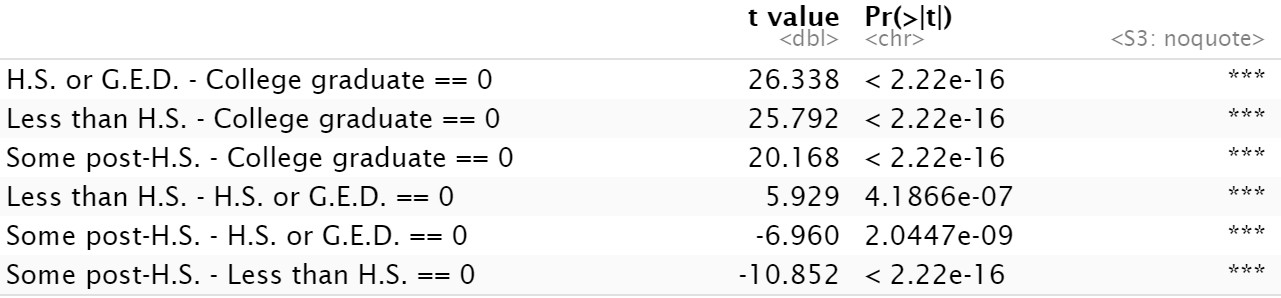 t value Pr(>|t|)
<dbl> <chr> <S3: noquote>
H.S. or G.E.D. - College graduate == 0 26.338 < 2.22e-16 ***
Less than H.S. - College graduate == 0 25.792 < 2.22e-16 ***
Some post-H.S. - College graduate == 0 20.168 < 2.22e-16 ***
Less than H.S. - H.S. or G.E.D. == 0 5.929 4.1866e-07 ***
Some post-H.S. - H.S. or G.E.D. == 0 -6.960 2.0447e-09 ***
Some post-H.S. - Less than H.S. == 0 -10.852 < 2.22e-16 ***